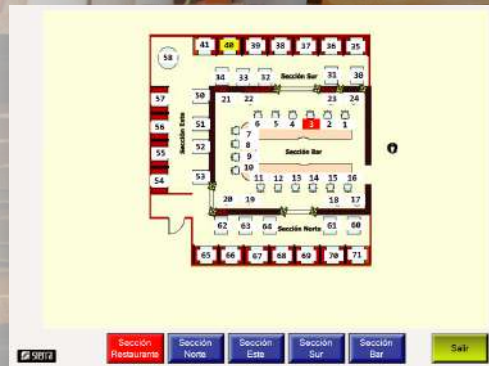 41 40 39 38 37 36 35
58
34 33 32 Sección Sur 31 30
57 50 21 22 23 24
56 51 6 5 4 3 2 1
Sección Este
7
55 52 8 Sección Bar
9
10
54 53 11 12 13 14 15 16
20 19 18 17
62 63 64 Sección Norte 61 60
65 66 67 68 69 70 71
Sección Restaurante
Sección Norte
Sección Este
Sección Sur
Sección Bar
Salir